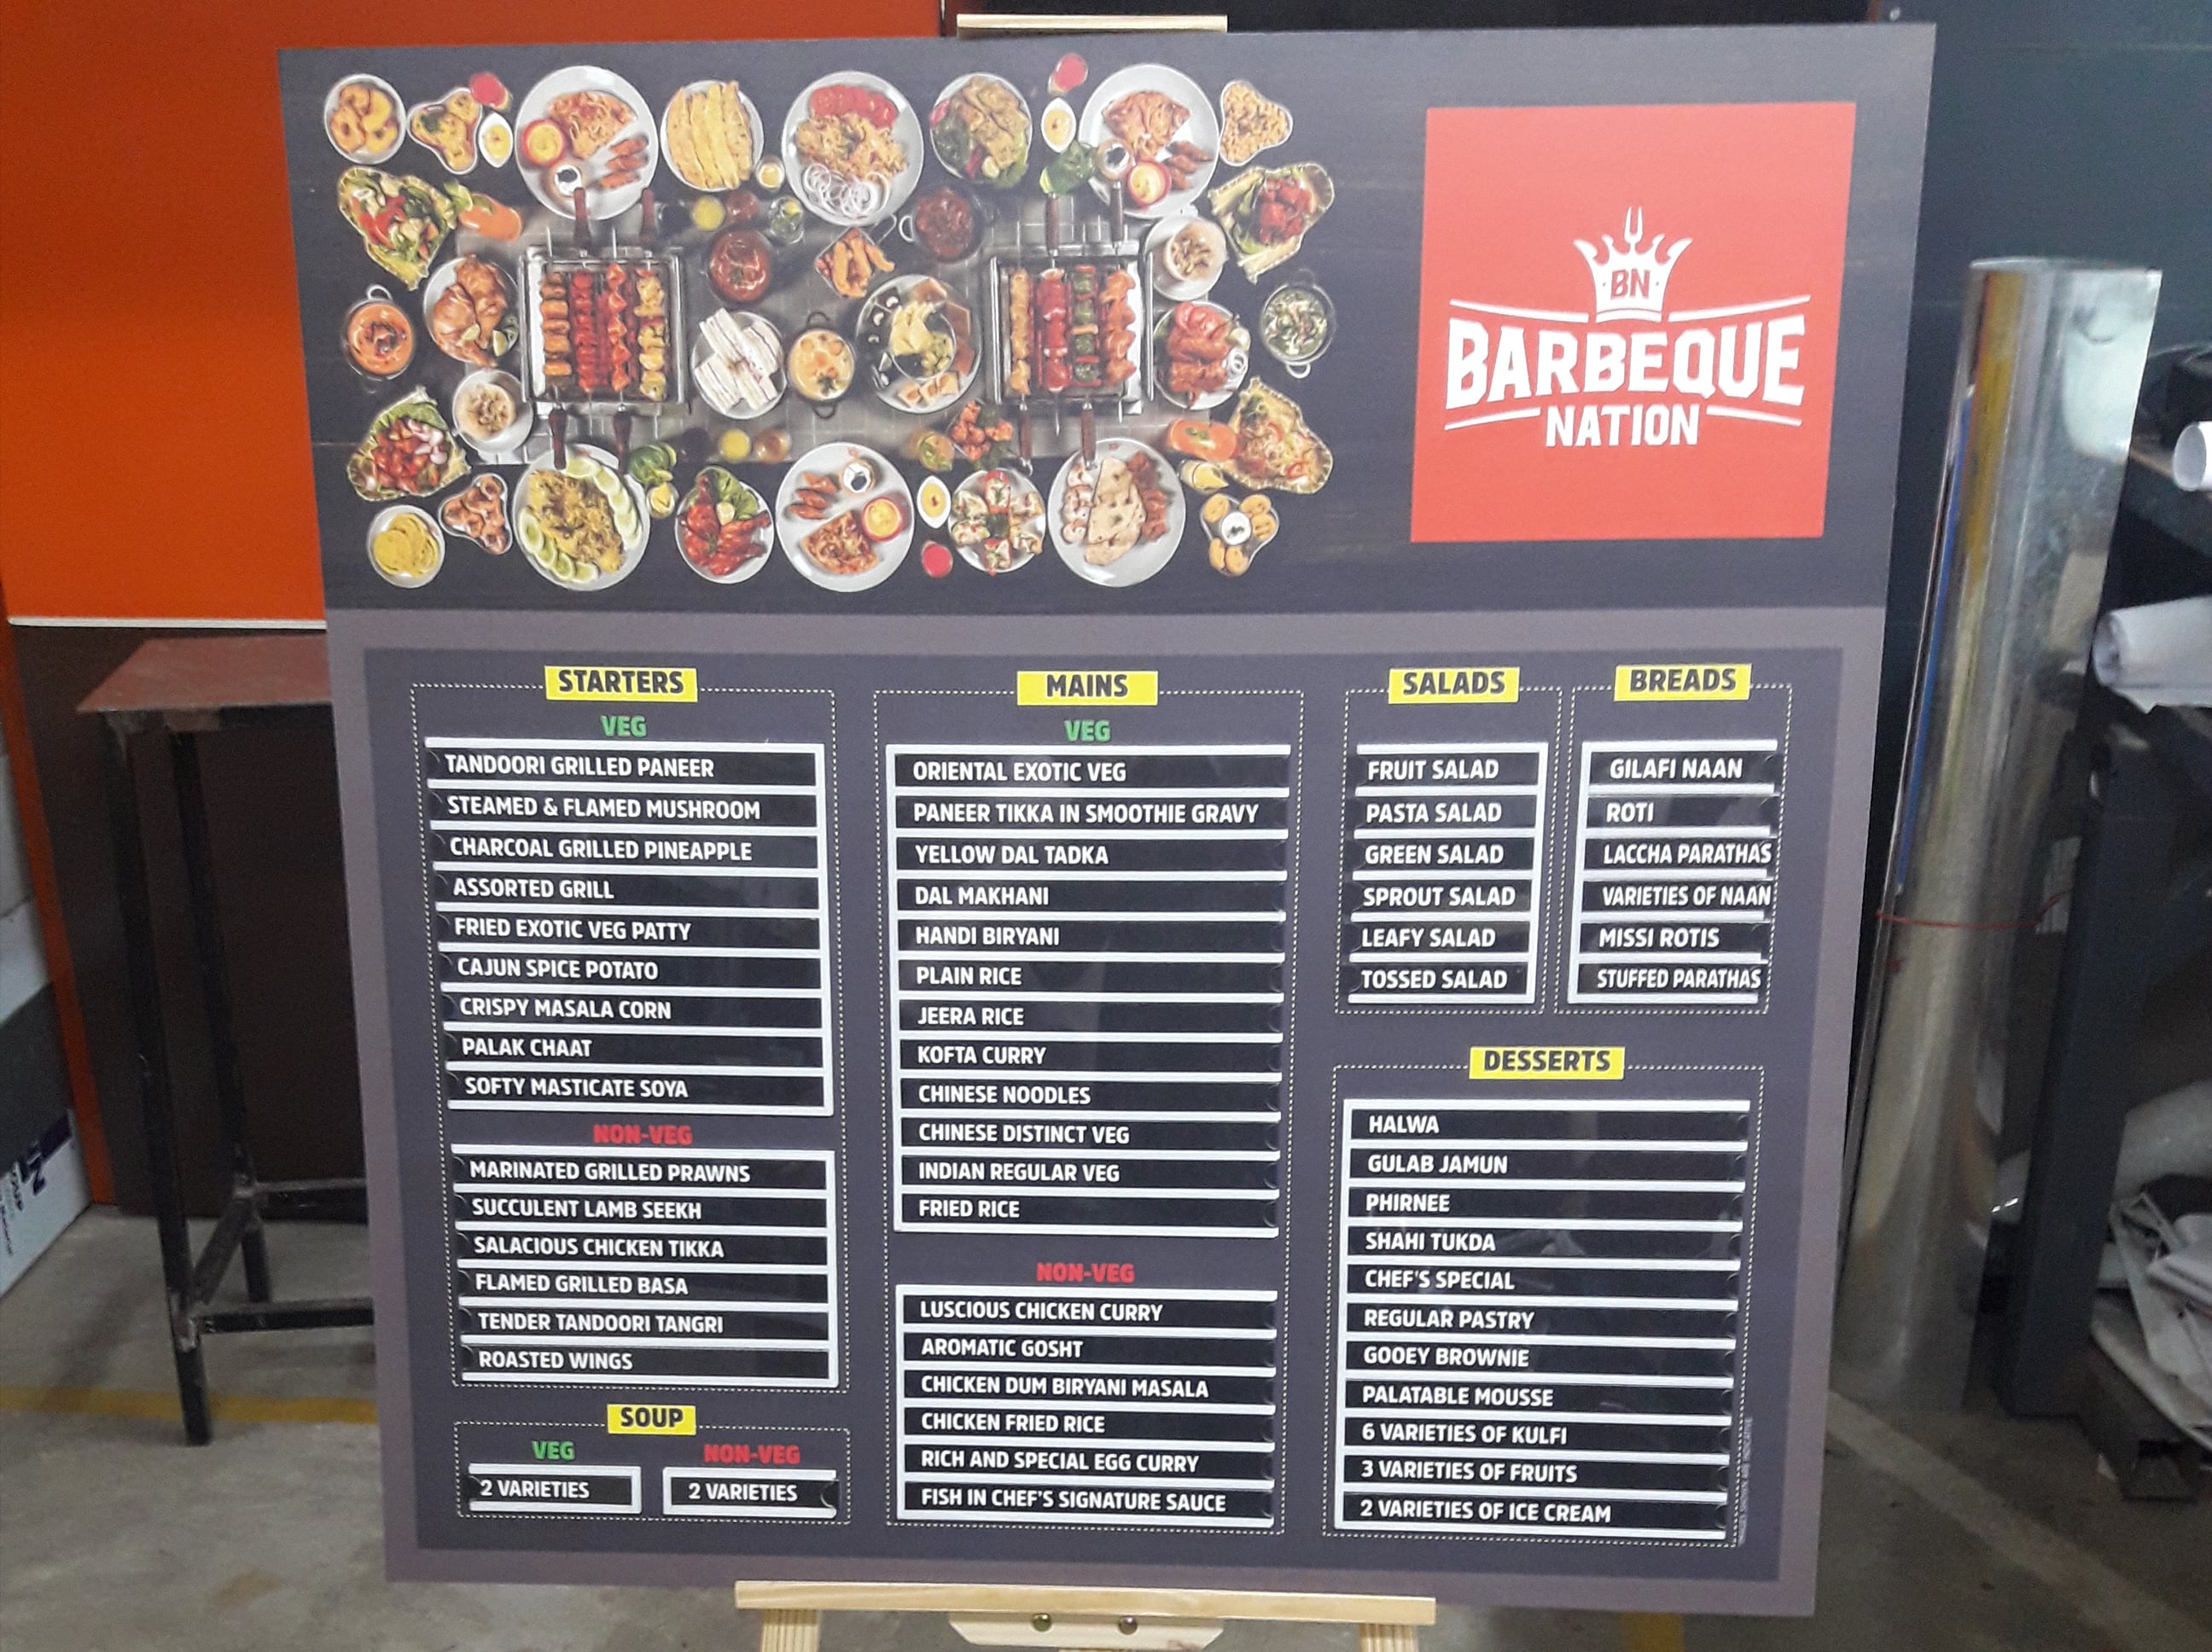 BN
BARBEQUE
NATION
STARTERS
VEG
TANDOORI GRILLED PANEER
STEAMED & FLAMED MUSHROOM
CHARCOAL GRILLED PINEAPPLE
ASSORTED GRILL
FRIED EXOTIC VEG PATTY
CAJUN SPICE POTATO
CRISPY MASALA CORN
PALAK CHAAT
SOFTY MASTICATE SOYA
NON-VEG
MARINATED GRILLED PRAWNS
SUCCULENT LAMB SEEKH
SALACIOUS CHICKEN TIKKA
FLAMED GRILLED BASA
TENDER TANDOORI TANGRI
ROASTED WINGS
SOUP
VEG
2 VARIETIES
NON-VEG
2 VARIETIES
MAINS
VEG
ORIENTAL EXOTIC VEG
PANEER TIKKA IN SMOOTHIE GRAVY
YELLOW DAL TADKA
DAL MAKHANI
HANDI BIRYANI
PLAIN RICE
JEERA RICE
KOFTA CURRY
CHINESE NOODLES
CHINESE DISTINCT VEG
INDIAN REGULAR VEG
FRIED RICE
NON-VEG
LUSCIOUS CHICKEN CURRY
AROMATIC GOSHT
CHICKEN DUM BIRYANI MASALA
CHICKEN FRIED RICE
RICH AND SPECIAL EGG CURRY
FISH IN CHEF'S SIGNATURE SAUCE
SALADS
FRUIT SALAD
PASTA SALAD
GREEN SALAD
SPROUT SALAD
LEAFY SALAD
TOSSED SALAD
BREADS
GILAFI NAAN
ROTI
LACCHA PARATHAS
VARIETIES OF NAAN
MISSI ROTIS
STUFFED PARATHAS
DESSERTS
HALWA
GULAB JAMUN
PHIRNEE
SHAHI TUKDA
CHEF'S SPECIAL
REGULAR PASTRY
GOOEY BROWNIE
PALATABLE MOUSSE
6 VARIETIES OF KULFI
3 VARIETIES OF FRUITS
2 VARIETIES OF ICE CREAM